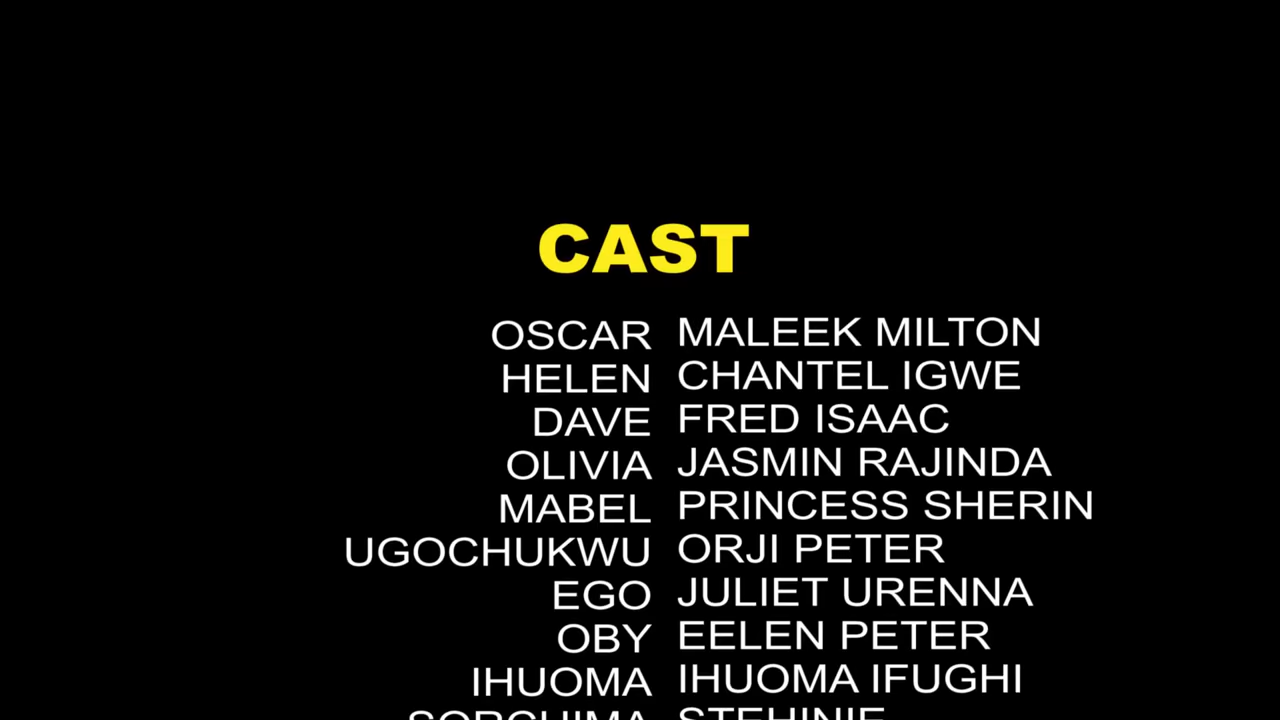 CAST
OSCAR MALEEK MILTON
HELEN CHANTEL IGWE
DAVE FRED ISAAC
OLIVIA JASMIN RAJINDA
MABEL PRINCESS SHERIN
UGOCHUKWU ORJI PETER
EGO JULIET URENNA
OBY EELEN PETER
IHUOMA IHUOMA IFUGHI